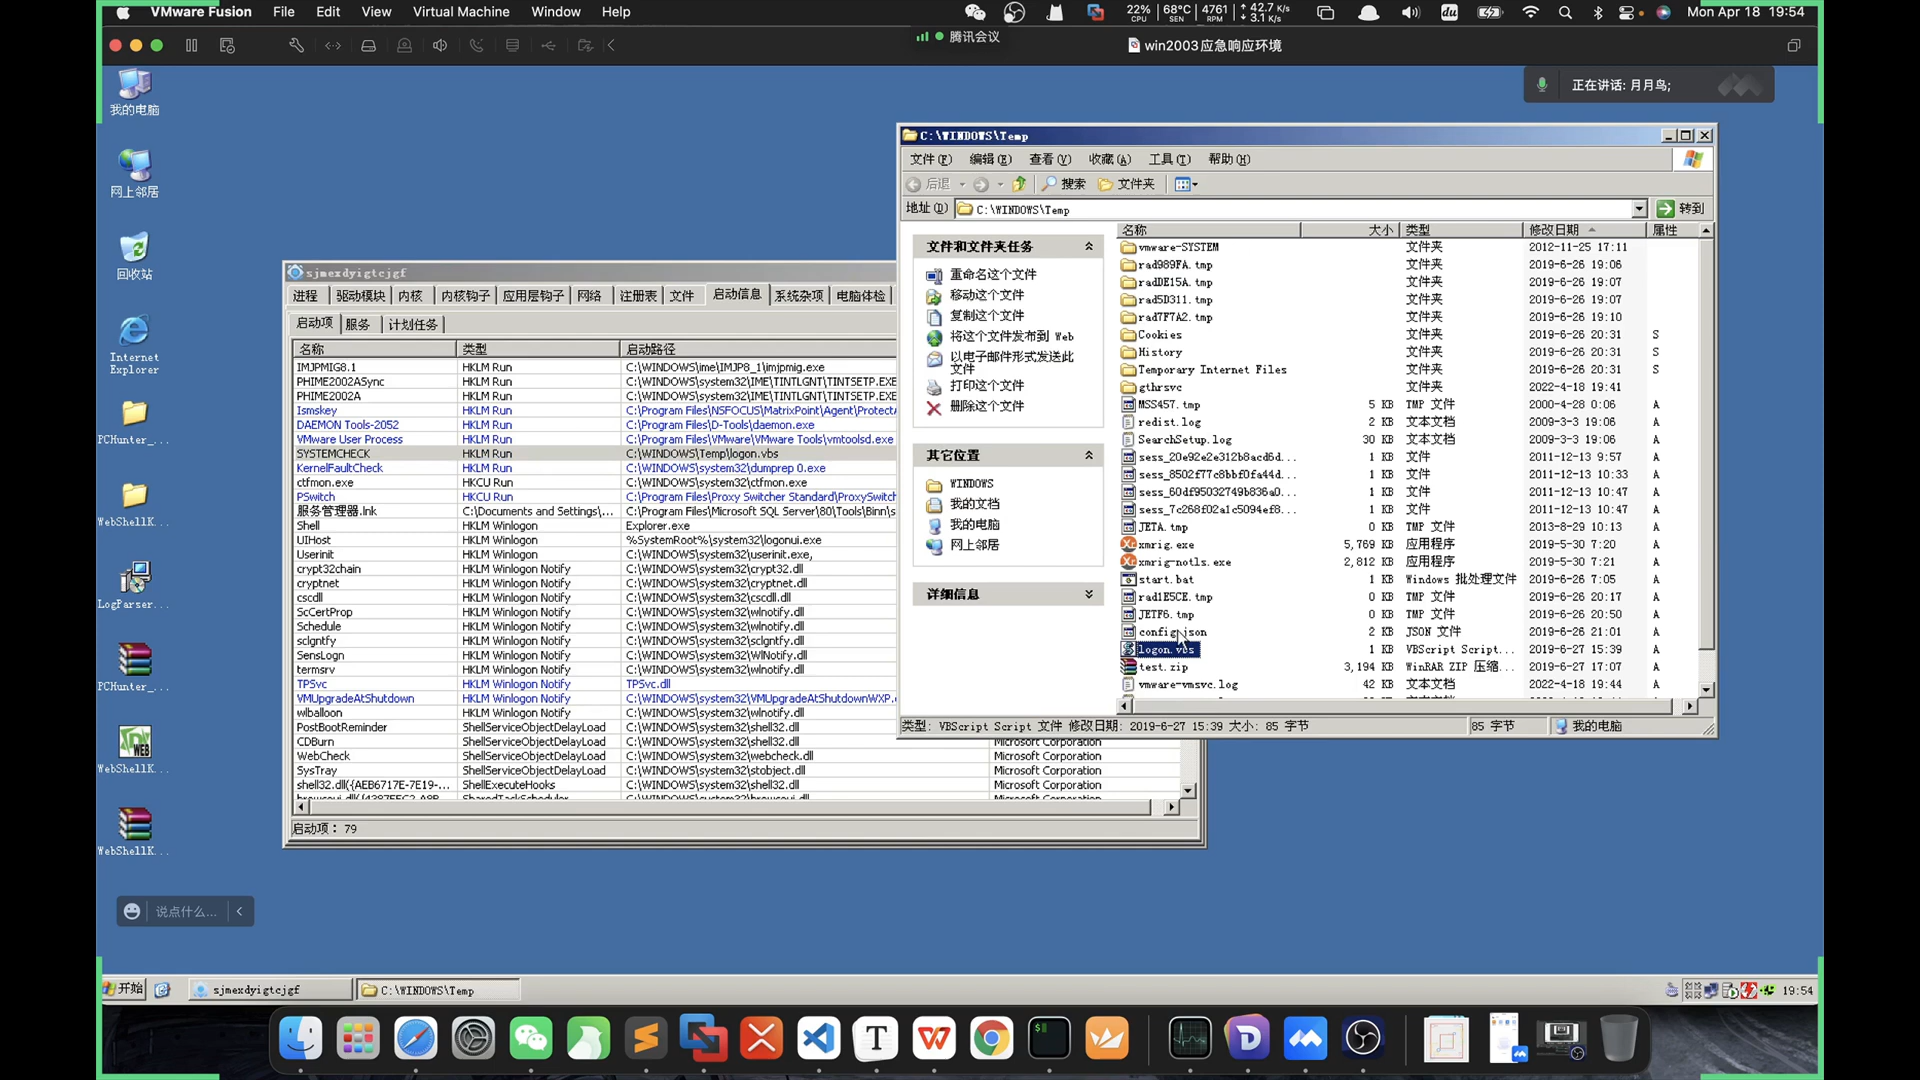 VMware Fusion File Edit View Virtual Machine Window Help
22% CPU 68°C SEN 4761 RPM 42.7 K/s 3.1 K/s du Mon Apr 18 19:54
腾讯会议
win2003应急响应环境
正在讲话: 月月鸟;
我的电脑
网上邻居
回收站
Internet Explorer
PCHunter_...
WebShellK...
LogParser...
PCHunter_...
WebShellK...
WebShellK...
sjmexdyigtcjgf
进程 驱动模块 内核 内核钩子 应用层钩子 网络 注册表 文件 启动信息 系统杂项 电脑体检
启动项 服务 计划任务
名称 类型 启动路径
IMJPMIG8.1 HKLM Run C:\WINDOWS\ime\IMJP8_1\imjpmig.exe
PHIME2002ASync HKLM Run C:\WINDOWS\system32\IME\TINTLGNT\TINTSETP.EXE
PHIME2002A HKLM Run C:\WINDOWS\system32\IME\TINTLGNT\TINTSETP.EXE
Ismskey HKLM Run C:\Program Files\NSFOCUS\MatrixPoint\Agent\ProtectA
DAEMON Tools-2052 HKLM Run C:\Program Files\D-Tools\daemon.exe
VMware User Process HKLM Run C:\Program Files\VMware\VMware Tools\vmtoolsd.exe
SYSTEMCHECK HKLM Run C:\WINDOWS\Temp\logon.vbs
KernelFaultCheck HKLM Run C:\WINDOWS\system32\dumprep 0.exe
ctfmon.exe HKCU Run C:\WINDOWS\system32\ctfmon.exe
PSwitch HKCU Run C:\Program Files\Proxy Switcher Standard\ProxySwitch
服务管理器.lnk C:\Documents and Settings\... C:\Program Files\Microsoft SQL Server\80\Tools\Binn\s
Shell HKLM Winlogon Explorer.exe
UIHost HKLM Winlogon %SystemRoot%\system32\logonui.exe
Userinit HKLM Winlogon C:\WINDOWS\system32\userinit.exe,
crypt32chain HKLM Winlogon Notify C:\WINDOWS\system32\crypt32.dll
cryptnet HKLM Winlogon Notify C:\WINDOWS\system32\cryptnet.dll
cscdll HKLM Winlogon Notify C:\WINDOWS\system32\cscdll.dll
ScCertProp HKLM Winlogon Notify C:\WINDOWS\system32\wlnotify.dll
Schedule HKLM Winlogon Notify C:\WINDOWS\system32\wlnotify.dll
sclgntfy HKLM Winlogon Notify C:\WINDOWS\system32\sclgntfy.dll
SensLogn HKLM Winlogon Notify C:\WINDOWS\system32\WlNotify.dll
termsrv HKLM Winlogon Notify C:\WINDOWS\system32\wlnotify.dll
TPSvc HKLM Winlogon Notify TPSvc.dll
VMUpgradeAtShutdown HKLM Winlogon Notify C:\WINDOWS\system32\VMUpgradeAtShutdownWXP.
wlballoon HKLM Winlogon Notify C:\WINDOWS\system32\wlnotify.dll
PostBootReminder ShellServiceObjectDelayLoad C:\WINDOWS\system32\shell32.dll
CDBurn ShellServiceObjectDelayLoad C:\WINDOWS\system32\shell32.dll Microsoft Corporation
WebCheck ShellServiceObjectDelayLoad C:\WINDOWS\system32\webcheck.dll Microsoft Corporation
SysTray ShellServiceObjectDelayLoad C:\WINDOWS\system32\stobject.dll Microsoft Corporation
shell32.dll({AEB6717E-7E19-... ShellExecuteHooks C:\WINDOWS\system32\shell32.dll Microsoft Corporation
browseui.dll({4387FEC2-A8B... SharedTaskScheduler C:\WINDOWS\system32\browseui.dll Microsoft Corporation
启动项: 79
C:\WINDOWS\Temp
文件(F) 编辑(E) 查看(V) 收藏(A) 工具(T) 帮助(H)
后退 搜索 文件夹
地址(D) C:\WINDOWS\Temp 转到
文件和文件夹任务
重命名这个文件
移动这个文件
复制这个文件
将这个文件发布到 Web
以电子邮件形式发送此文件
打印这个文件
删除这个文件
其它位置
WINDOWS
我的文档
我的电脑
网上邻居
详细信息
名称 大小 类型 修改日期 属性
vmware-SYSTEM 文件夹 2012-11-25 17:11
rad989FA.tmp 文件夹 2019-6-26 19:06
radDE15A.tmp 文件夹 2019-6-26 19:07
rad5D311.tmp 文件夹 2019-6-26 19:07
rad7F7A2.tmp 文件夹 2019-6-26 19:10
Cookies 文件夹 2019-6-26 20:31 S
History 文件夹 2019-6-26 20:31 S
Temporary Internet Files 文件夹 2019-6-26 20:31 S
gthrsvc 文件夹 2022-4-18 19:41
MSS457.tmp 5 KB TMP 文件 2000-4-28 0:06 A
redist.log 2 KB 文本文档 2009-3-3 19:06 A
SearchSetup.log 30 KB 文本文档 2009-3-3 19:06 A
sess_20e92e2e312b8acd6d... 1 KB 文件 2011-12-13 9:57 A
sess_8502f77c8bbf0fa44d... 1 KB 文件 2011-12-13 10:33 A
sess_60df95032749b836a0... 1 KB 文件 2011-12-13 10:47 A
sess_7c268f02a1c5094ef8... 1 KB 文件 2011-12-13 10:47 A
JETA.tmp 0 KB TMP 文件 2013-8-29 10:13 A
xmrig.exe 5,769 KB 应用程序 2019-5-30 7:20 A
xmrig-notls.exe 2,812 KB 应用程序 2019-5-30 7:21 A
start.bat 1 KB Windows 批处理文件 2019-6-26 7:05 A
rad1E5CE.tmp 0 KB TMP 文件 2019-6-26 20:17 A
JETF6.tmp 0 KB TMP 文件 2019-6-26 20:50 A
config.json 2 KB JSON 文件 2019-6-26 21:01 A
logon.vbs 1 KB VBScript Script... 2019-6-27 15:39 A
test.zip 3,194 KB WinRAR ZIP 压缩... 2019-6-27 17:07 A
vmware-vmsvc.log 42 KB 文本文档 2022-4-18 19:44 A
类型: VBScript Script 文件 修改日期: 2019-6-27 15:39 大小: 85 字节 85 字节 我的电脑
说点什么...
开始 sjmexdyigtcjgf C:\WINDOWS\Temp 19:54